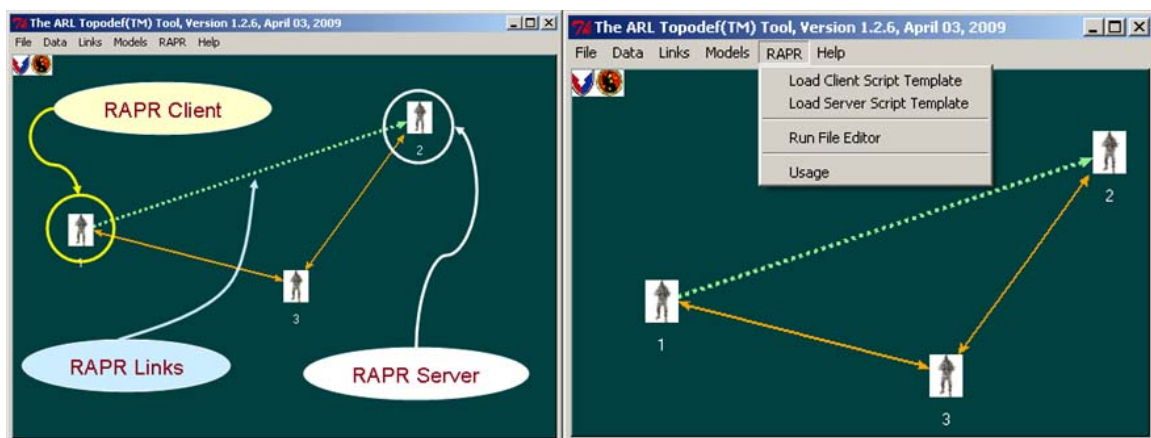 The ARL Topodef(TM) Tool, Version 1.2.6, April 03, 2009
File Data Links Models RAPR Help
RAPR Client
2
1
3
RAPR Links
RAPR Server
The ARL Topodef(TM) Tool, Version 1.2.6, April 03, 2009
File Data Links Models RAPR Help
Load Client Script Template
Load Server Script Template
Run File Editor
Usage
2
1
3